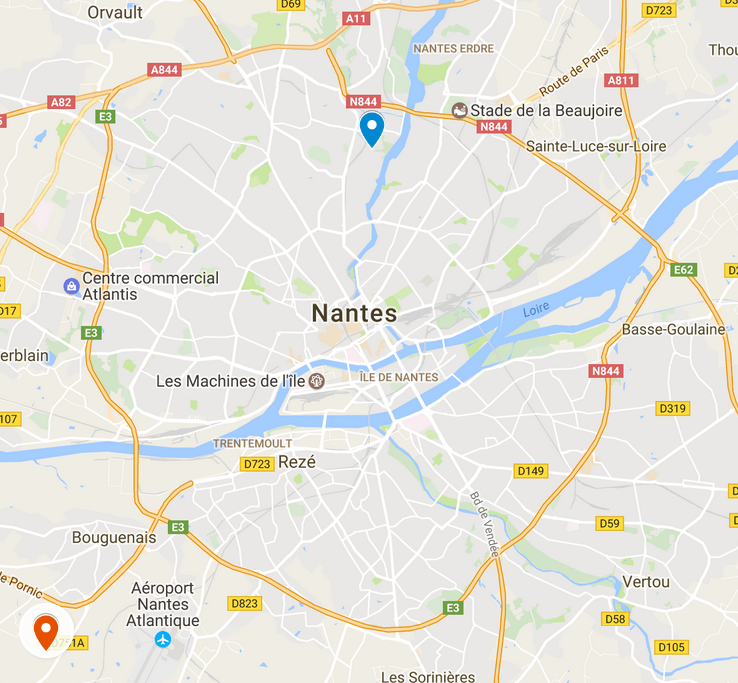 D69
D723
Orvault
A11
NANTES ERDRE
A844
Route de Paris
A811
A82
N844
E3
Stade de la Beaujoire
N844
Sainte-Luce-sur-Loire
E62
Centre commercial
Atlantis
D17
Nantes
Loire
E3
Basse-Goulaine
erblain
Les Machines de l'île
ÎLE DE NANTES
N844
D319
107
TRENTEMOULT
D723
Rezé
D149
Bd de Vendée
E3
D59
Bouguenais
de Pornic
Aéroport
Nantes
Atlantique
D823
E3
Vertou
D58
D751A
D105
Les Sorinières